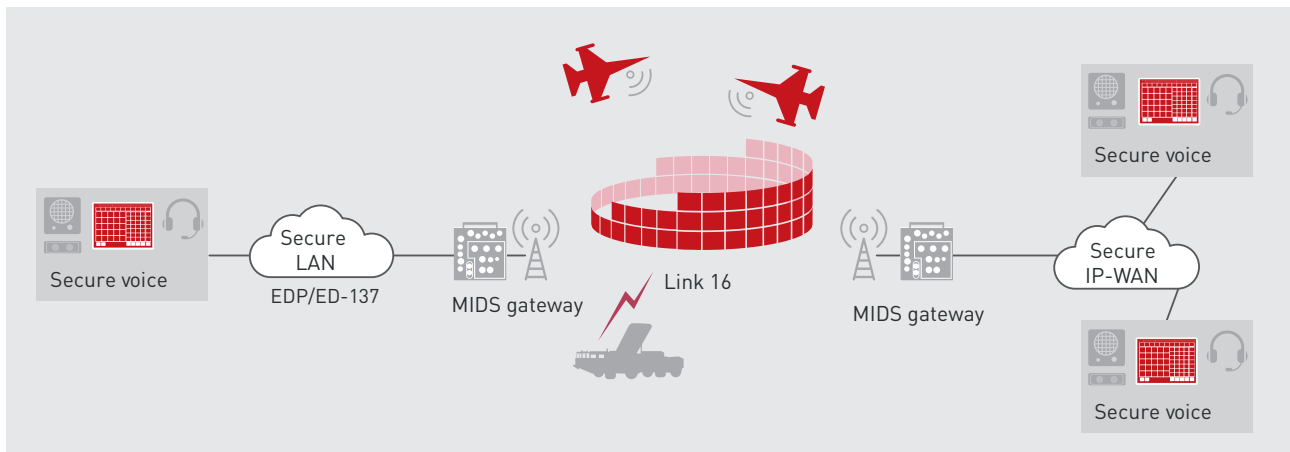 Secure voice
Secure
LAN
EDP/ED-137
MIDS gateway
Link 16
MIDS gateway
Secure
IP-WAN
Secure voice
Secure voice